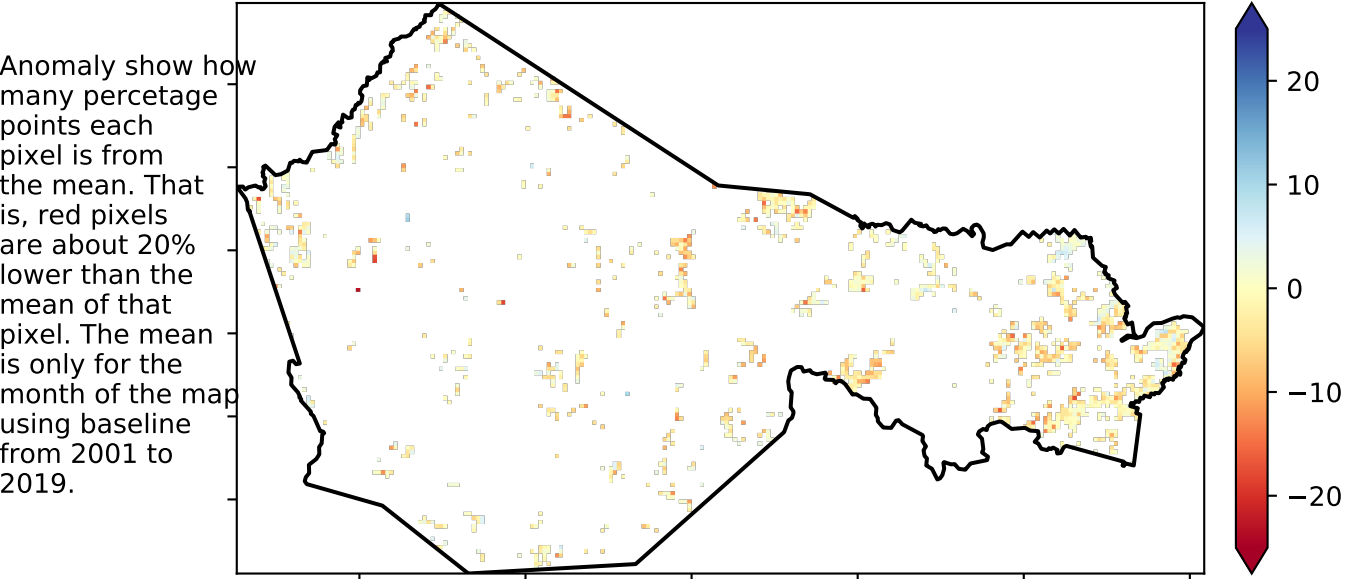 Anomaly show how
many percetage
points each
pixel is from
the mean. That
is, red pixels
are about 20%
lower than the
mean of that
pixel. The mean
is only for the
month of the map
using baseline
from 2001 to
2019.
20
10
0
−10
−20